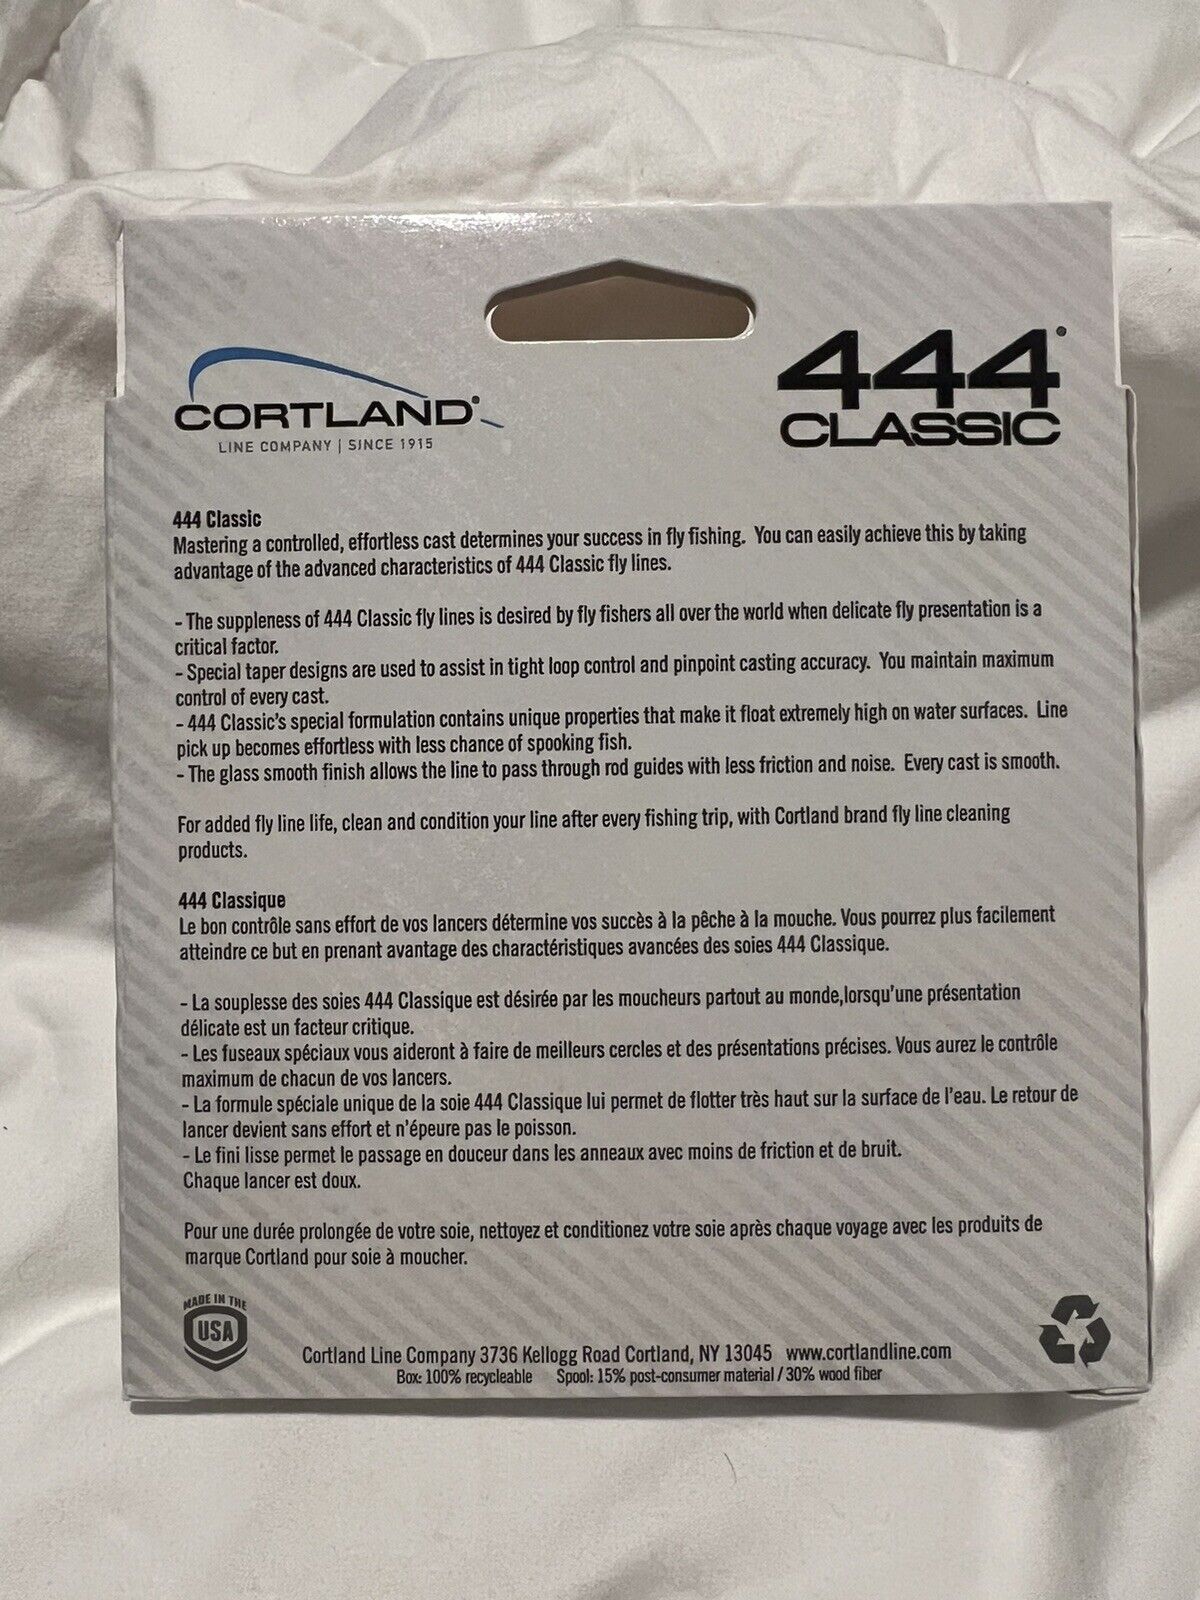 CORTLAND®
LINE COMPANY | SINCE 1915
444®
CLASSIC
444 Classic
Mastering a controlled, effortless cast determines your success in fly fishing. You can easily achieve this by taking
advantage of the advanced characteristics of 444 Classic fly lines.
- The suppleness of 444 Classic fly lines is desired by fly fishers all over the world when delicate fly presentation is a
critical factor.
- Special taper designs are used to assist in tight loop control and pinpoint casting accuracy. You maintain maximum
control of every cast.
- 444 Classic's special formulation contains unique properties that make it float extremely high on water surfaces. Line
pick up becomes effortless with less chance of spooking fish.
- The glass smooth finish allows the line to pass through rod guides with less friction and noise. Every cast is smooth.
For added fly line life, clean and condition your line after every fishing trip, with Cortland brand fly line cleaning
products.
444 Classique
Le bon contrôle sans effort de vos lancers détermine vos succès à la pêche à la mouche. Vous pourrez plus facilement
atteindre ce but en prenant avantage des charactéristiques avancées des soies 444 Classique.
- La souplesse des soies 444 Classique est désirée par les moucheurs partout au monde,lorsqu'une présentation
délicate est un facteur critique.
- Les fuseaux spéciaux vous aideront à faire de meilleurs cercles et des présentations précises. Vous aurez le contrôle
maximum de chacun de vos lancers.
- La formule spéciale unique de la soie 444 Classique lui permet de flotter très haut sur la surface de l'eau. Le retour de
lancer devient sans effort et n'épeure pas le poisson.
- Le fini lisse permet le passage en douceur dans les anneaux avec moins de friction et de bruit.
Chaque lancer est doux.
Pour une durée prolongée de votre soie, nettoyez et conditionez votre soie après chaque voyage avec les produits de
marque Cortland pour soie à moucher.
MADE IN THE
USA
Cortland Line Company 3736 Kellogg Road Cortland, NY 13045 www.cortlandline.com
Box: 100% recycleable Spool: 15% post-consumer material / 30% wood fiber